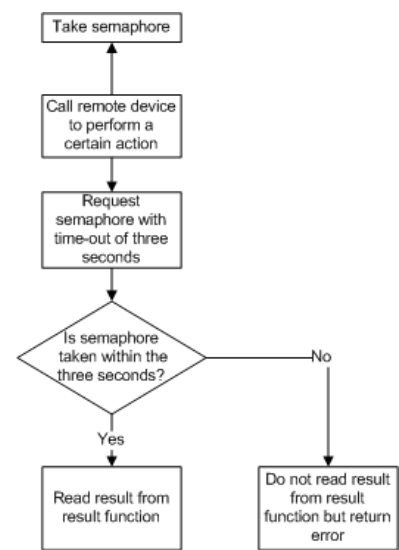 Take semaphore
Call remote device
to perform a
certain action
Request
semaphore with
time-out of three
seconds
Is semaphore
taken within the
three seconds?
No
Yes
Read result from
result function
Do not read result
from result
function but return
error